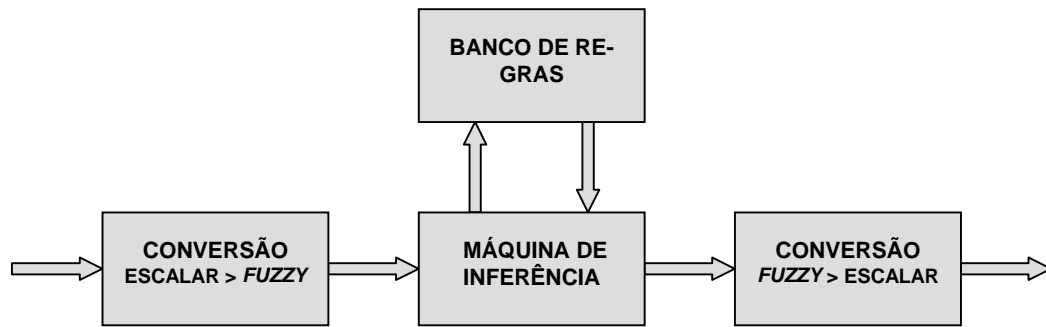 BANCO DE RE-
GRAS
CONVERSÃO
ESCALAR > FUZZY
MÁQUINA DE
INFERÊNCIA
CONVERSÃO
FUZZY > ESCALAR